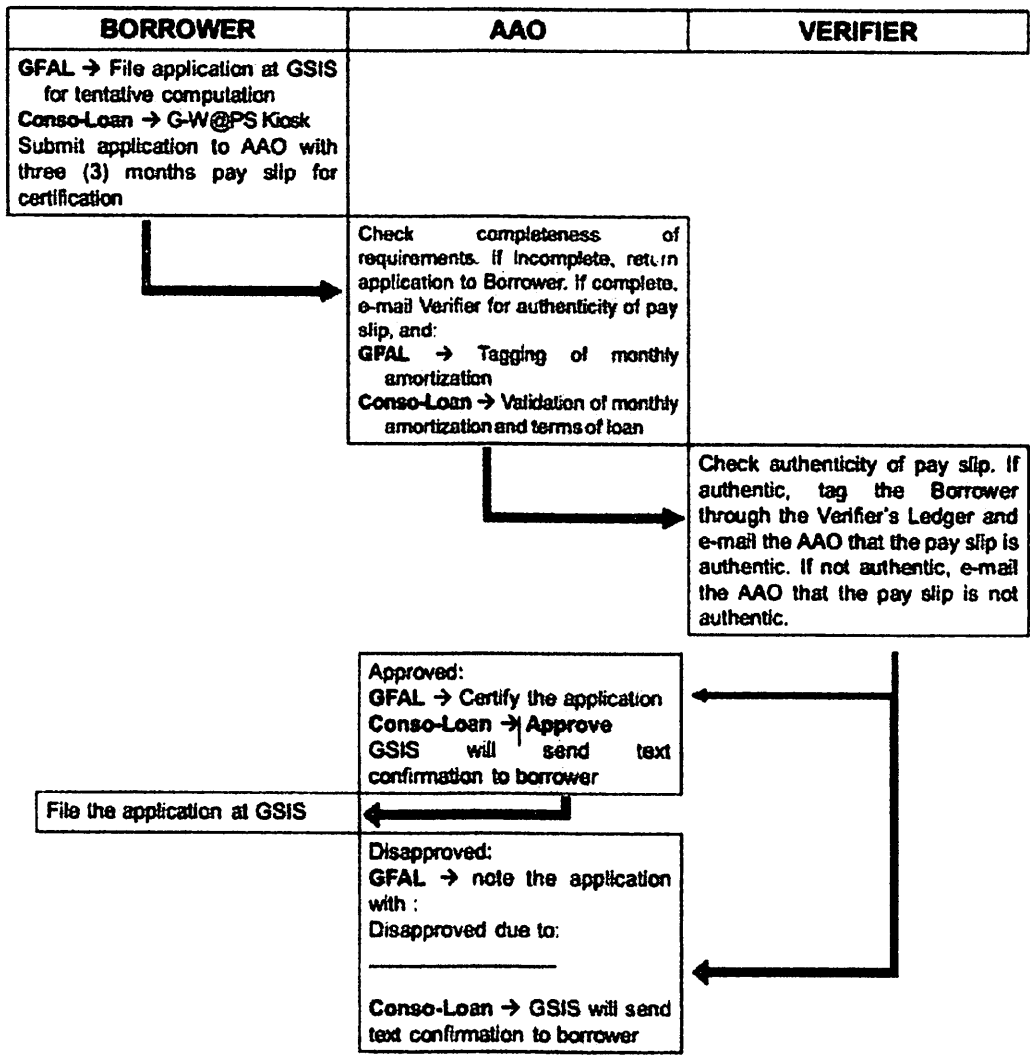 BORROWER
AAO
VERIFIER
GFAL → File application at GSIS
for tentative computation
Conso-Loan → G-W@PS Kiosk
Submit application to AAO with
three (3) months pay slip for
certification
Check completeness of
requirements. If Incomplete, return
application to Borrower. If complete,
e-mail Verifier for authenticity of pay
slip, and:
GFAL → Tagging of monthly
amortization
Conso-Loan → Validation of monthly
amortization and terms of loan
Check authenticity of pay slip. If
authentic, tag the Borrower
through the Verifier's Ledger and
e-mail the AAO that the pay slip is
authentic. If not authentic, e-mail
the AAO that the pay slip is not
authentic.
Approved:
GFAL → Certify the application
Conso-Loan → Approve
GSIS will send text
confirmation to borrower
File the application at GSIS
Disapproved:
GFAL → note the application
with :
Disapproved due to:
Conso-Loan → GSIS will send
text confirmation to borrower